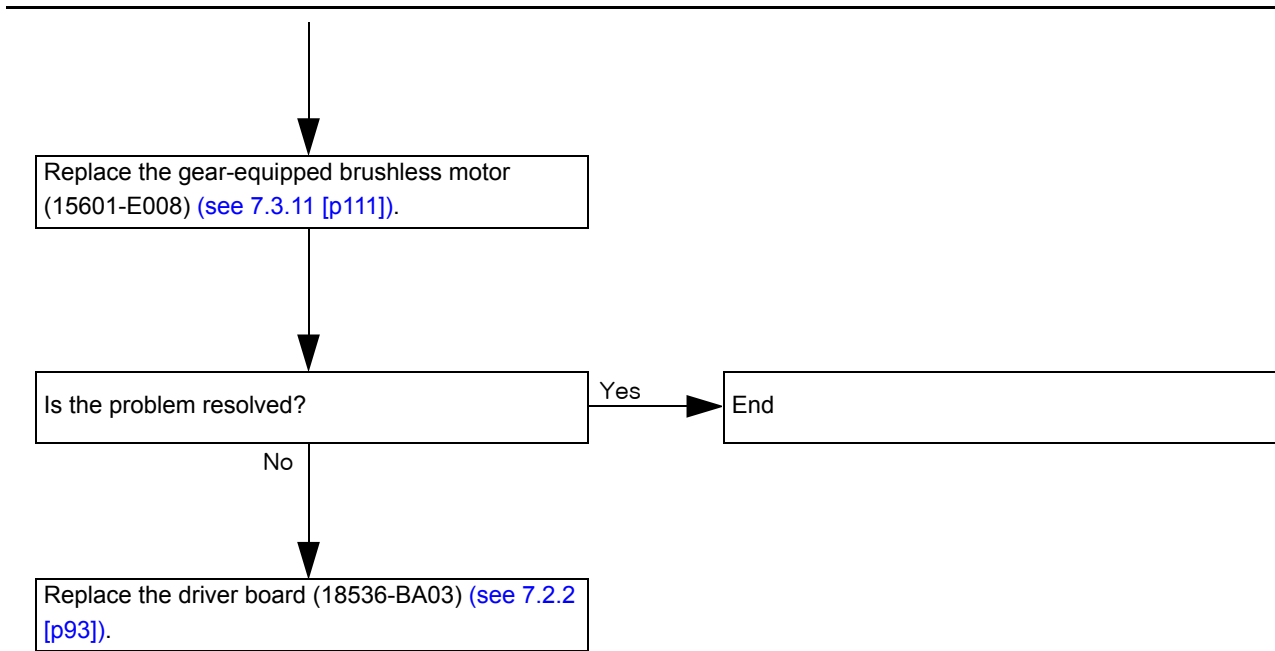 Replace the gear-equipped brushless motor
(15601-E008) (see 7.3.11 [p111]).
Is the problem resolved?
Yes
End
No
Replace the driver board (18536-BA03) (see 7.2.2
[p93]).